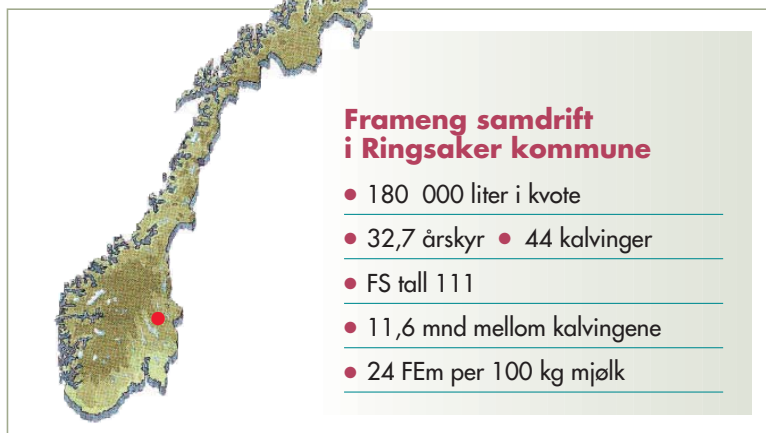 Frameng samdrift
i Ringsaker kommune
• 180 000 liter i kvote
• 32,7 årskyr • 44 kalvinger
• FS tall 111
• 11,6 mnd mellom kalvingene
• 24 FEm per 100 kg mjølk